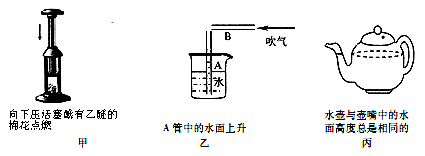 B
吹气
A
水
向下压活塞蘸有乙醚的
棉花点燃
甲
A 管中的水面上升
乙
水壶与壶嘴中的水
面高度总是相同的
丙